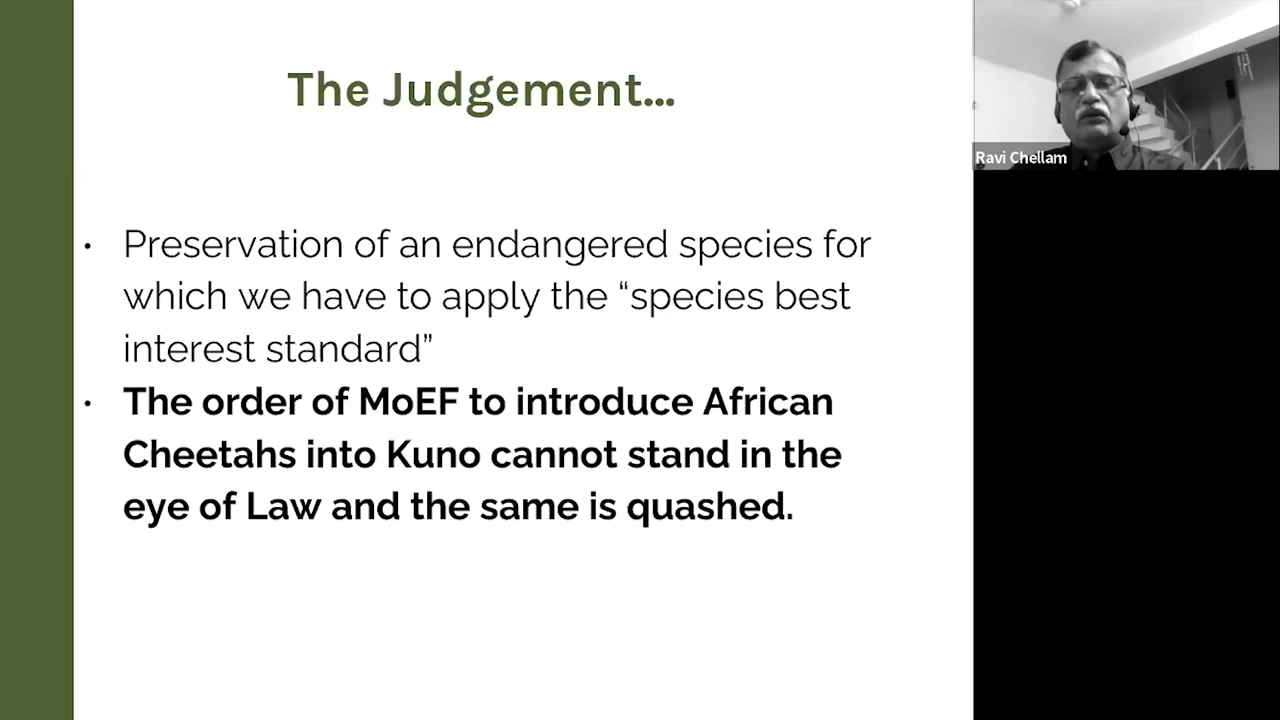 The Judgement...
• Preservation of an endangered species for
which we have to apply the “species best
interest standard”
• The order of MoEF to introduce African
Cheetahs into Kuno cannot stand in the
eye of Law and the same is quashed.
Ravi Chellam